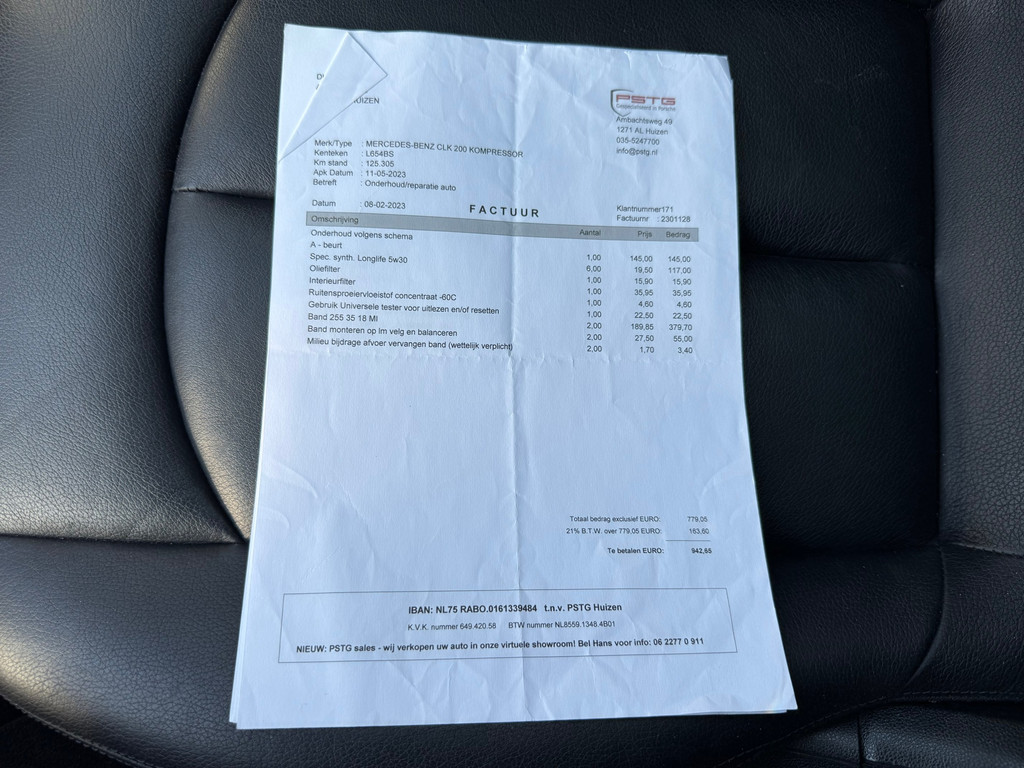 HUIZEN
PSTG
Gespecialiseerd in Porsche
Ambachtsweg 49
1271 AL Huizen
035-5247700
info@pstg.nl
Merk/Type : MERCEDES-BENZ CLK 200 KOMPRESSOR
Kenteken : L654BS
Km stand : 125.305
Apk Datum : 11-05-2023
Betreft : Onderhoud/reparatie auto
Datum : 08-02-2023
FACTUUR
Klantnummer171
Factuurnr : 2301128
Omschrijving Aantal Prijs Bedrag
Onderhoud volgens schema
A - beurt 1,00 145,00 145,00
Spec. synth. Longlife 5w30 6,00 19,50 117,00
Oliefilter 1,00 15,90 15,90
Interieurfilter 1,00 35,95 35,95
Ruitensproeiervloeistof concentraat -60C 1,00 4,60 4,60
Gebruik Universele tester voor uitlezen en/of resetten 1,00 22,50 22,50
Band 255 35 18 MI 2,00 189,85 379,70
Band monteren op lm velg en balanceren 2,00 27,50 55,00
Milieu bijdrage afvoer vervangen band (wettelijk verplicht) 2,00 1,70 3,40
Totaal bedrag exclusief EURO: 779,05
21% B.T.W. over 779,05 EURO: 163,60
Te betalen EURO: 942,65
IBAN: NL75 RABO.0161339484 t.n.v. PSTG Huizen
K.V.K. nummer 649.420.58 BTW nummer NL8559.1348.4B01
NIEUW: PSTG sales - wij verkopen uw auto in onze virtuele showroom! Bel Hans voor info: 06 2277 0 911